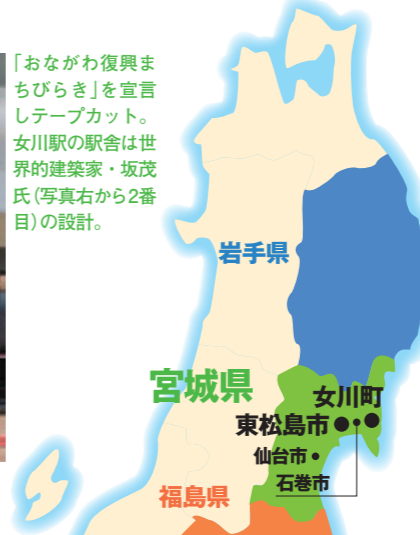 「おながわ復興ま
ちびらき」を宣言
しテープカット。
女川駅の駅舎は世
界的建築家・坂茂
氏（写真右から2番
目）の設計。
岩手県
宮城県
女川町
東松島市
仙台市
石巻市
福島県